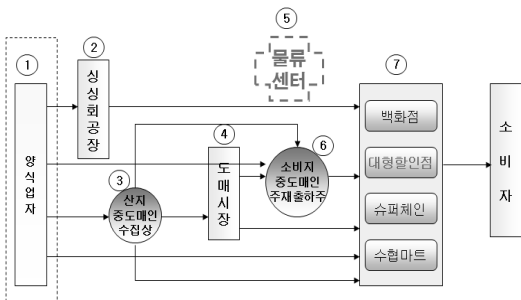 ①
양식업자
②
싱싱회공장
③
산지
중도매인
수집상
④
도매시장
⑤
물류
센터
⑥
소비지
중도매인
주재출하주
⑦
백화점
대형할인점
슈퍼체인
수협마트
소비자